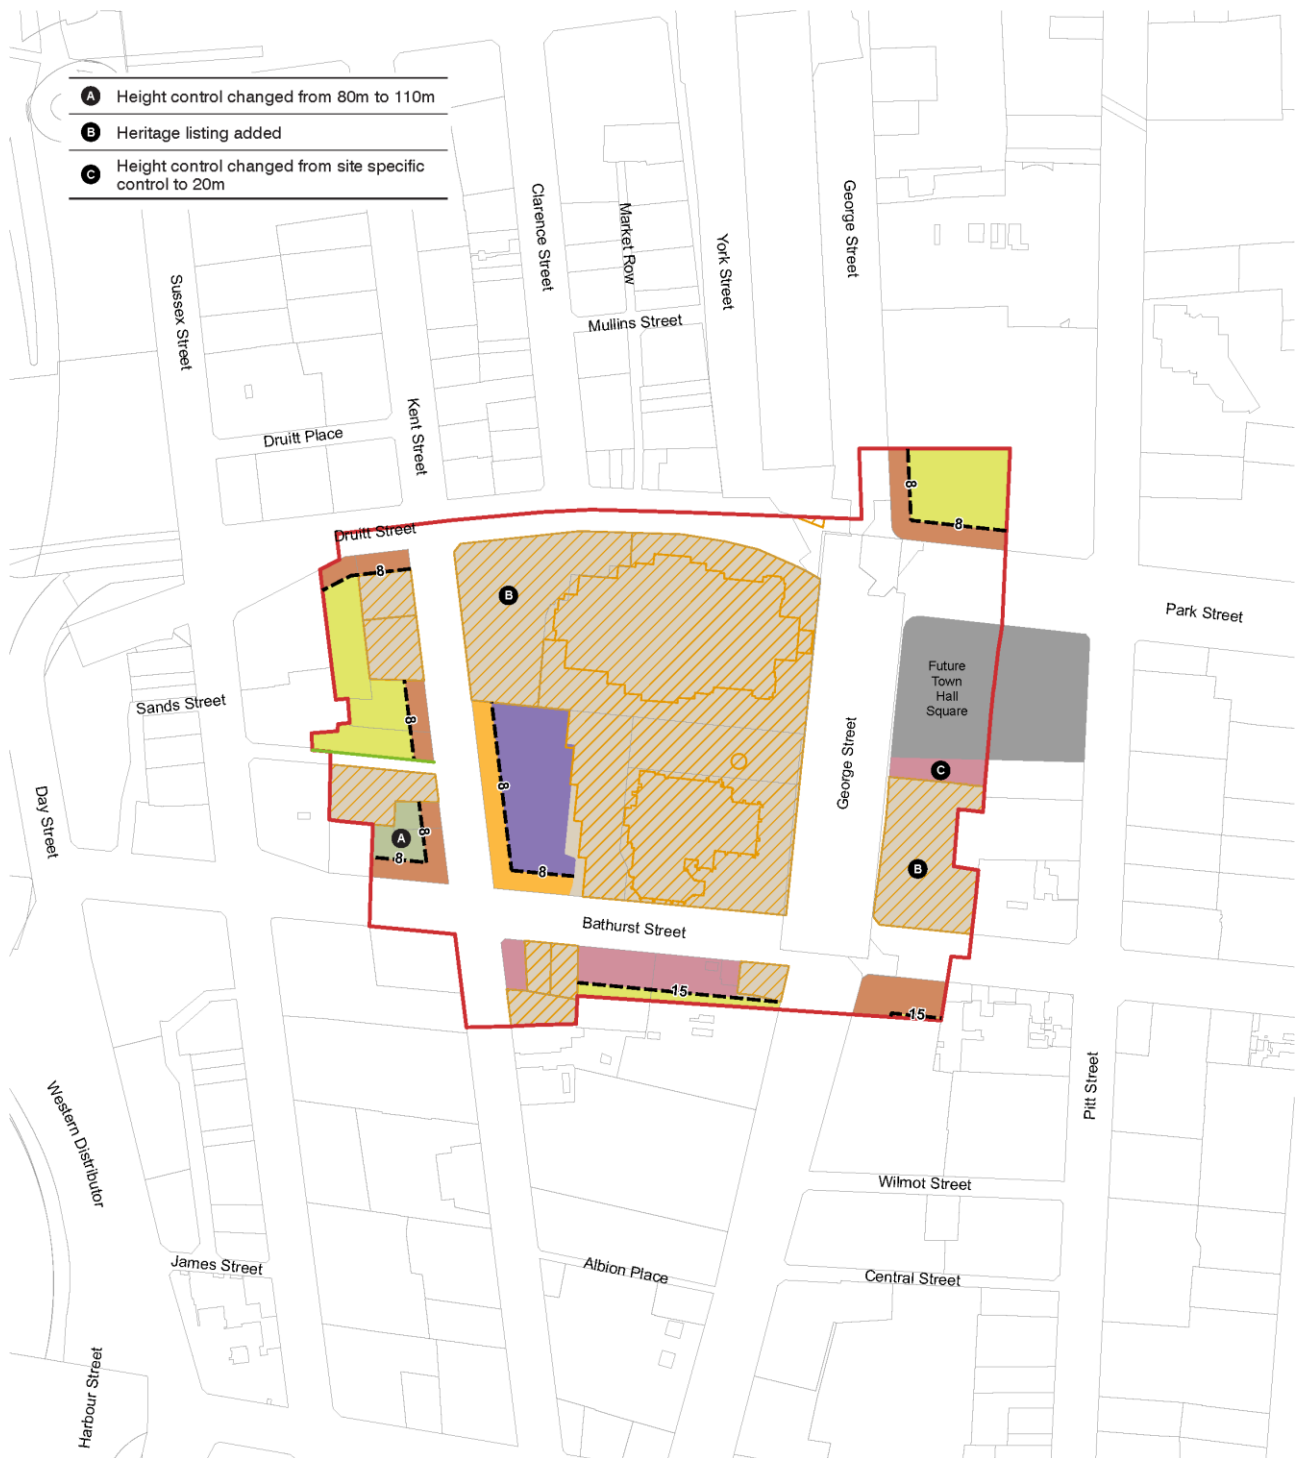 A Height control changed from 80m to 110m
B Heritage listing added
C Height control changed from site specific
control to 20m
Clarence Street
Market Row
York Street
George Street
Sussex Street
Mullins Street
Kent Street
Druitt Place
8
8
Druitt Street
8
B
Park Street
Future
Town
Hall
Square
Sands Street
8
George Street
C
8
Day Street
A
8
8
8
B
Bathurst Street
15
15
Pitt Street
Western Distributor
Wilmot Street
James Street
Albion Place
Central Street
Harbour Street